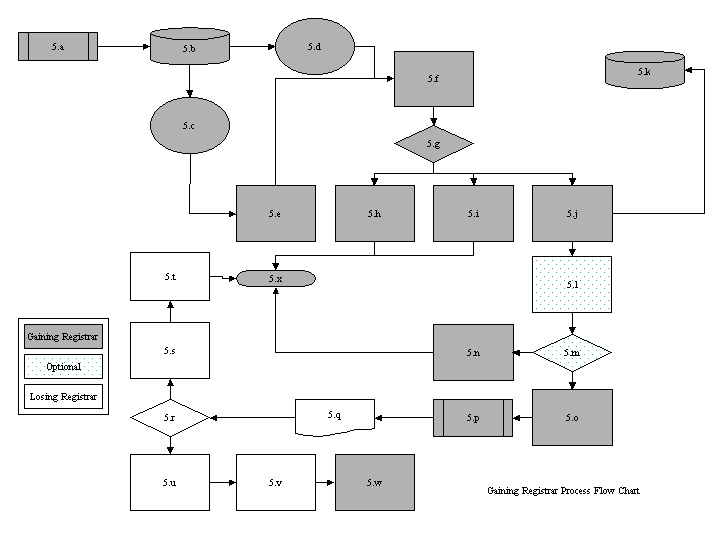 5.a
5.b
5.d
5.f
5.k
5.c
5.g
5.e
5.h
5.i
5.j
5.t
5.x
5.l
Gaining Registrar
Optional
Losing Registrar
5.s
5.n
5.m
5.r
5.q
5.p
5.o
5.u
5.v
5.w
Gaining Registrar Process Flow Chart